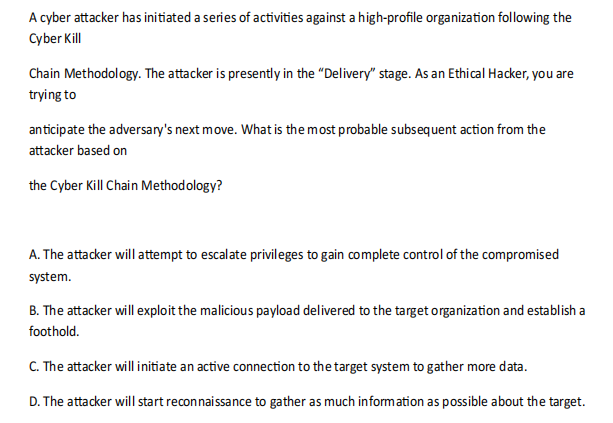 A cyber attacker has initiated a series of activities against a high-profile organization following the
Cyber Kill
Chain Methodology. The attacker is presently in the “Delivery” stage. As an Ethical Hacker, you are
trying to
anticipate the adversary's next move. What is the most probable subsequent action from the
attacker based on
the Cyber Kill Chain Methodology?
A. The attacker will attempt to escalate privileges to gain complete control of the compromised
system.
B. The attacker will exploit the malicious payload delivered to the target organization and establish a
foothold.
C. The attacker will initiate an active connection to the target system to gather more data.
D. The attacker will start reconnaissance to gather as much information as possible about the target.